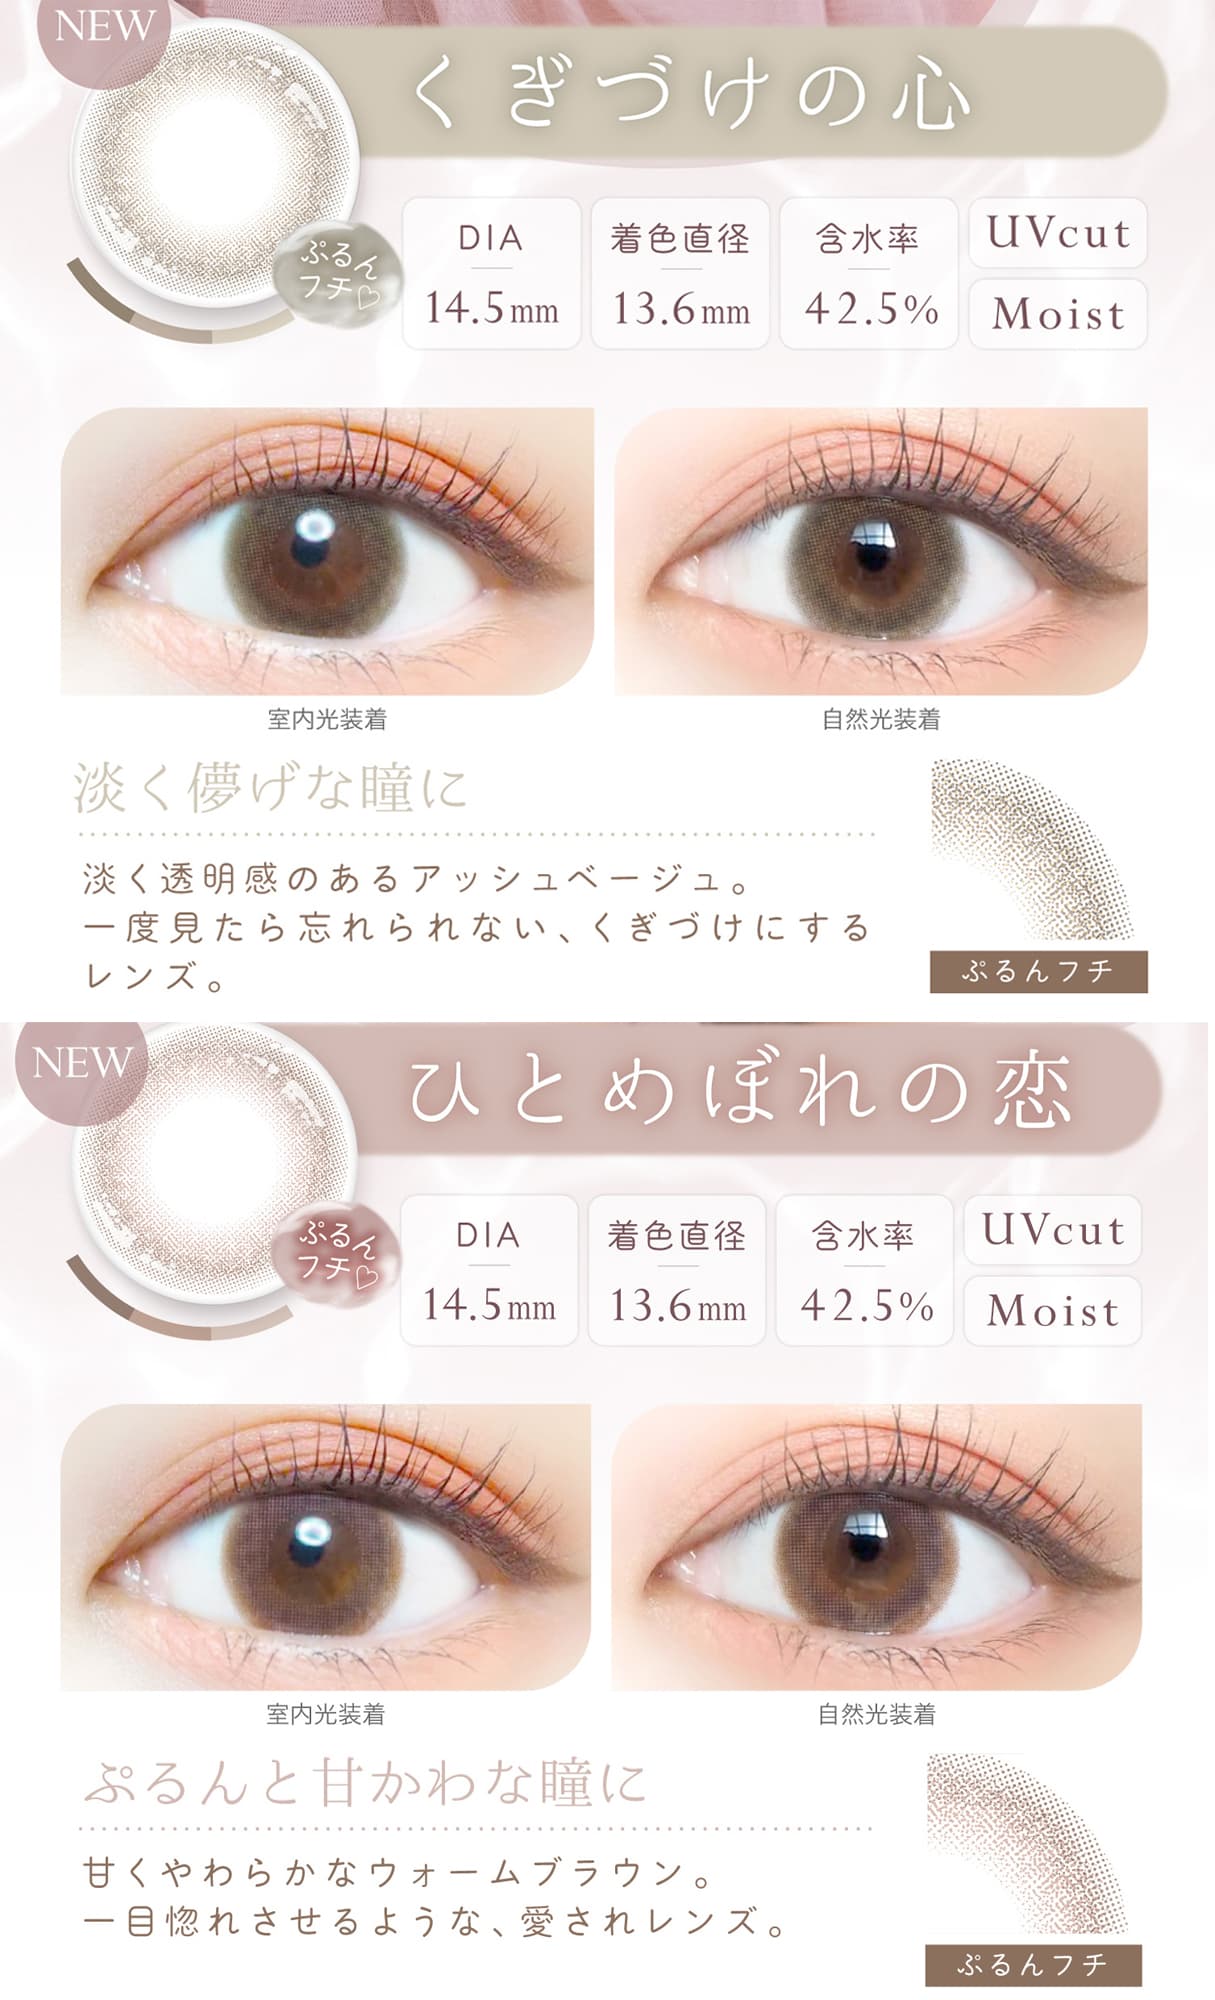 NEW
くぎづけの心
ぷるん
フチ♡
DIA
14.5mm
着色直径
13.6mm
含水率
42.5%
UVcut
Moist
室内光装着
自然光装着
淡く儚げな瞳に
淡く透明感のあるアッシュベージュ。
一度見たら忘れられない、くぎづけにする
レンズ。
ぷるんフチ
NEW
ひとめぼれの恋
ぷるん
フチ♡
DIA
14.5mm
着色直径
13.6mm
含水率
42.5%
UVcut
Moist
室内光装着
自然光装着
ぷるんと甘かわな瞳に
甘くやわらかなウォームブラウン。
一目惚れさせるような、愛されレンズ。
ぷるんフチ